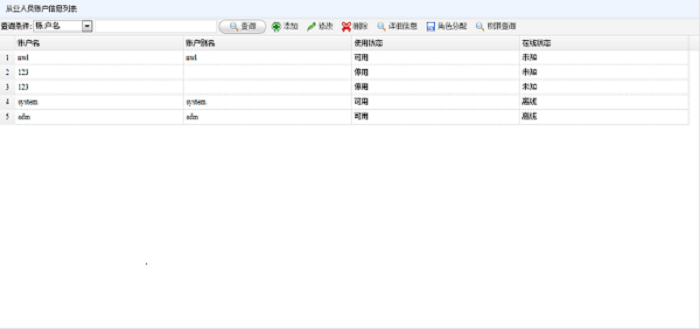 从业人员账户信息列表
查询条件: 账户名 查询 添加 修改 删除 详细信息 角色分配 权限查询
账户名 账户别名 使用状态 在线状态
1 可用 未知
2 123 停用 未知
3 123 停用 未知
4 system system 可用 离线
5 adm adm 可用 离线